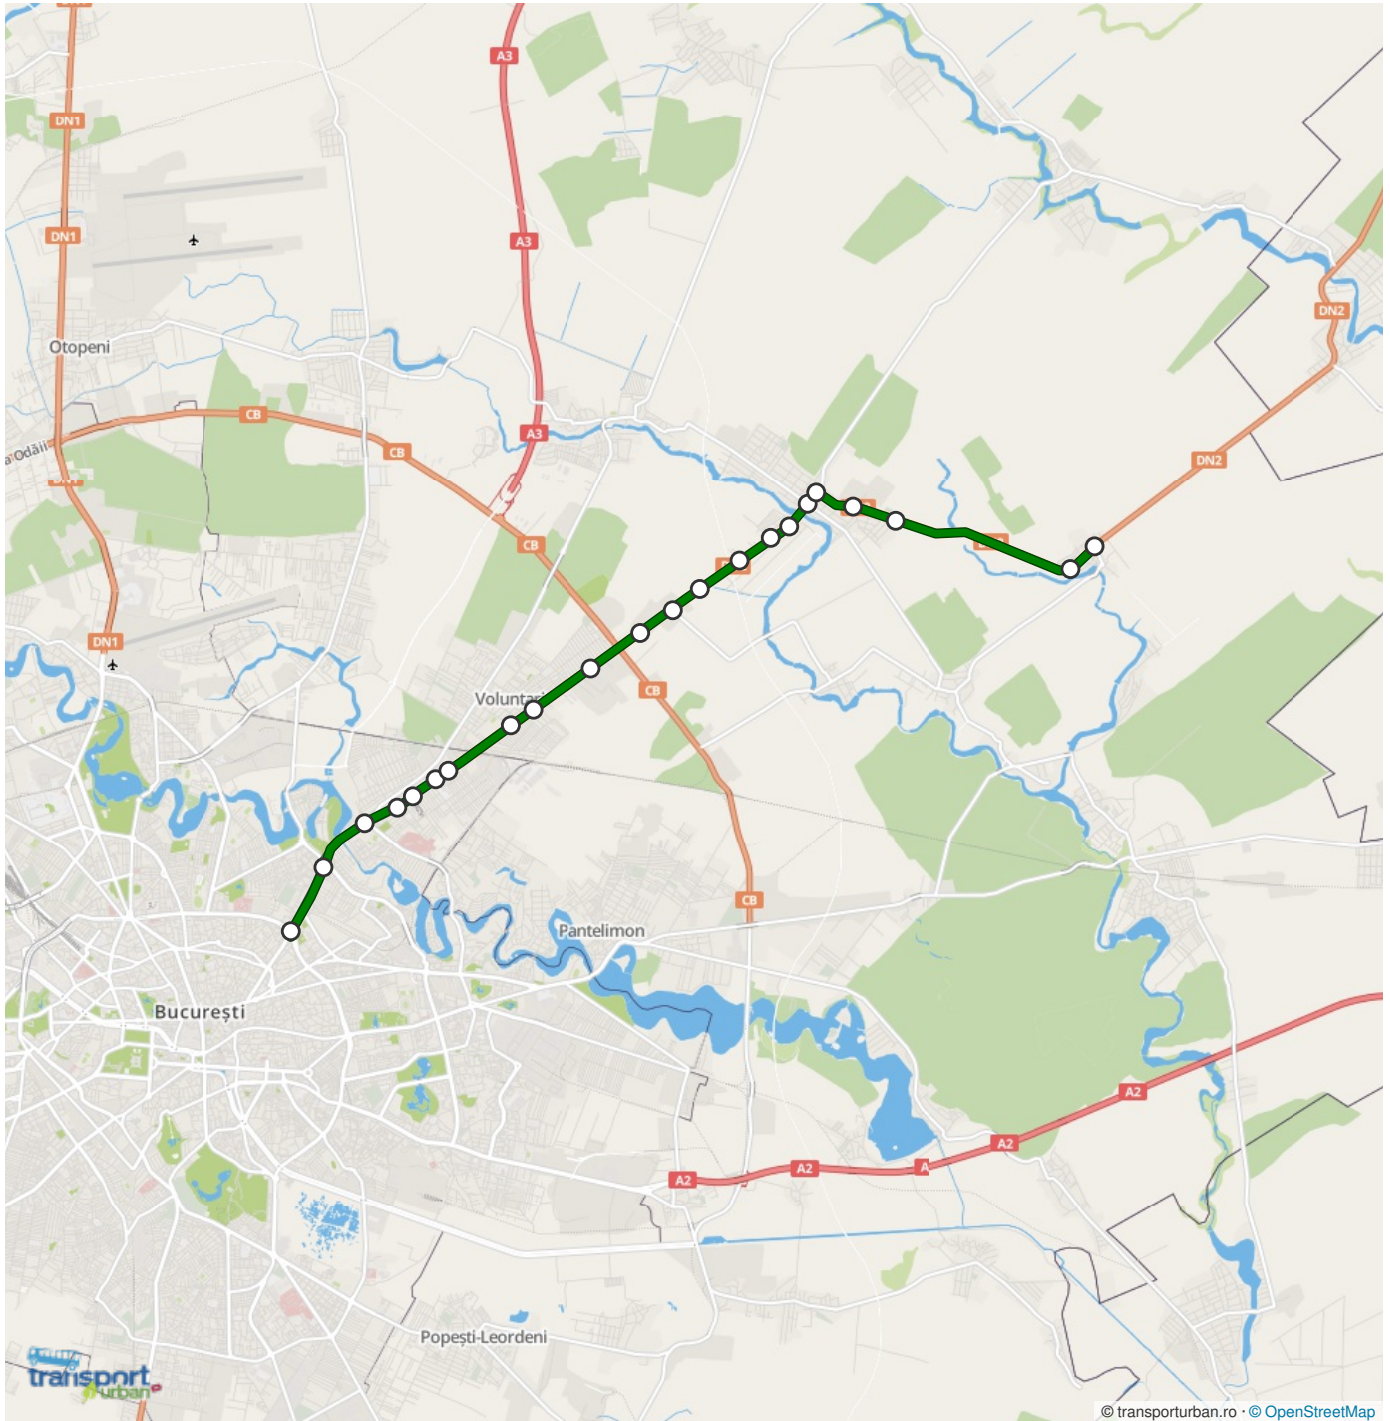 A3
DN1
DN1
A3
DN2
Otopeni
CB
A3
CB
a Odăii
DN2
CB
DN1
CB
Voluntari
CB
Pantelimon
București
A2
A2
A2
A2
A
Popești-Leordeni
transport
urban
© transporturban.ro · © OpenStreetMap